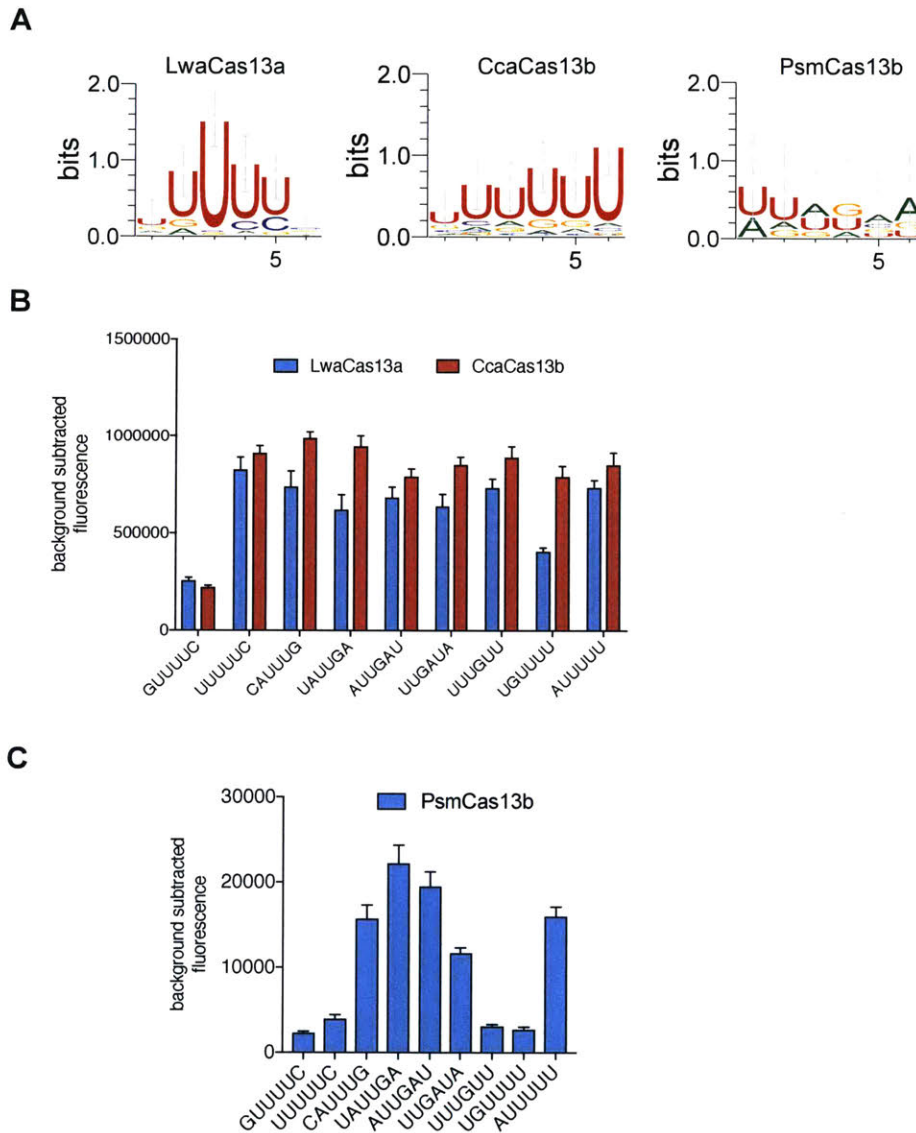 A
LwaCas13a
CcaCas13b
PsmCas13b
2.0
1.0
0.0
bits
5
2.0
1.0
0.0
bits
5
2.0
1.0
0.0
bits
5
B
1500000
1000000
500000
0
background subtracted
fluorescence
LwaCas13a
CcaCas13b
GUUUUC
UUUUUC
CAUUUG
UAUUGA
AUUGAU
UUGAUA
UUUGUU
UGUUUU
AUUUUU
C
30000
20000
10000
0
background subtracted
fluorescence
PsmCas13b
GUUUUC
UUUUUC
CAUUUG
UAUUGA
AUUGAU
UUGAUA
UUUGUU
UGUUUU
AUUUUU